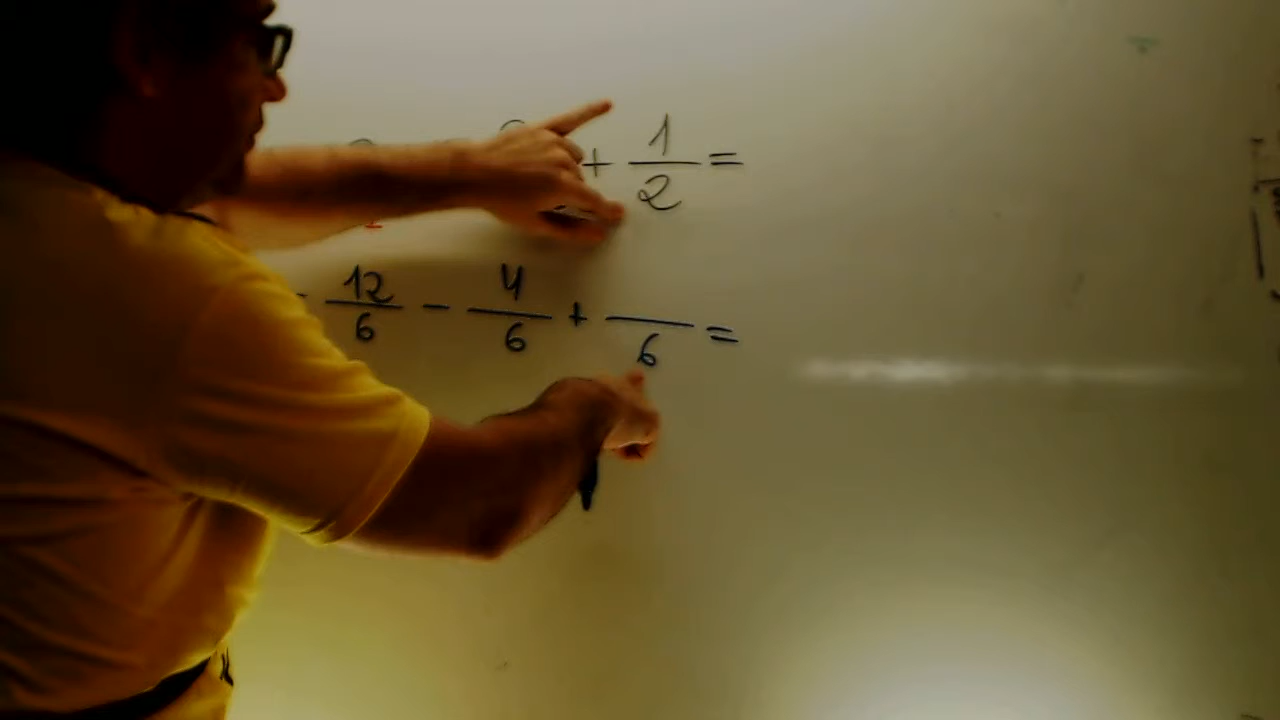 + 1/2 =
- 12/6 - 4/6 + /6 =